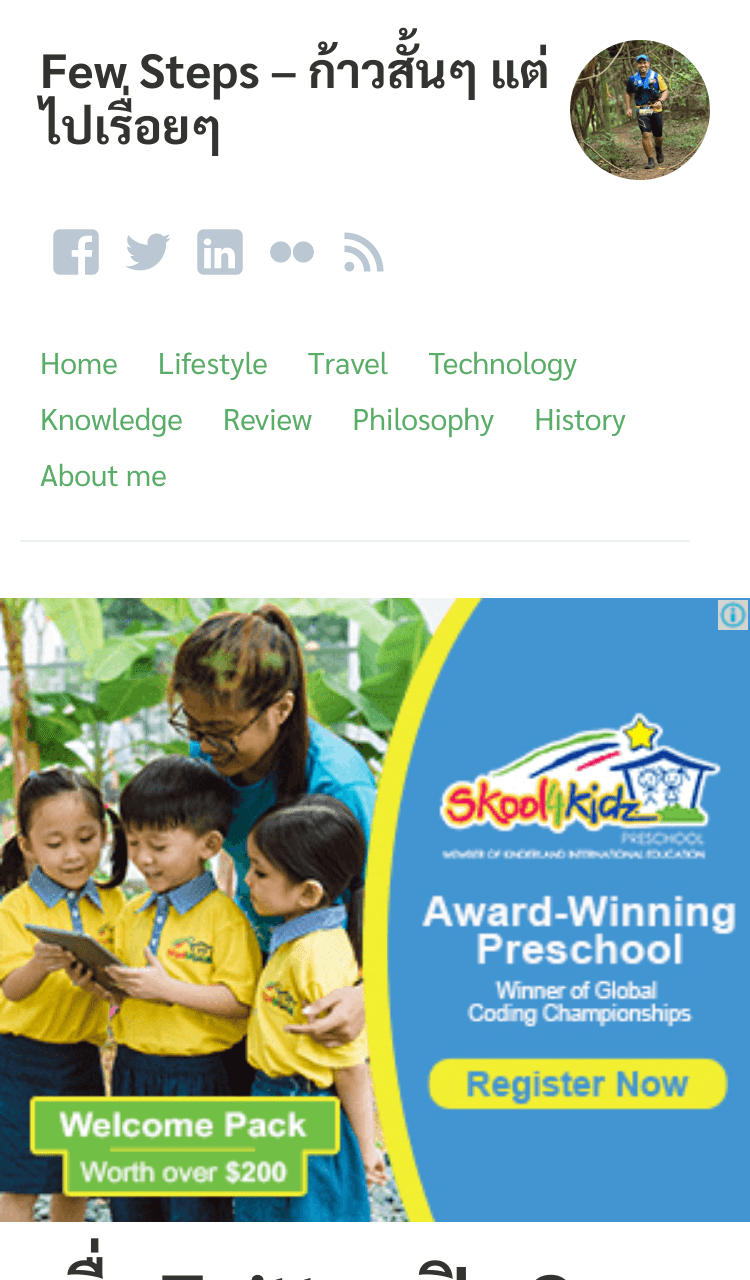 Few Steps – ก้าวสั้นๆ แต่
ไปเรื่อยๆ
Home Lifestyle Travel Technology
Knowledge Review Philosophy History
About me
Skool4kidz
PRESCHOOL
MEMBER OF KINDERLAND INTERNATIONAL EDUCATION
Award-Winning
Preschool
Winner of Global
Coding Championships
Register Now
Welcome Pack
Worth over $200